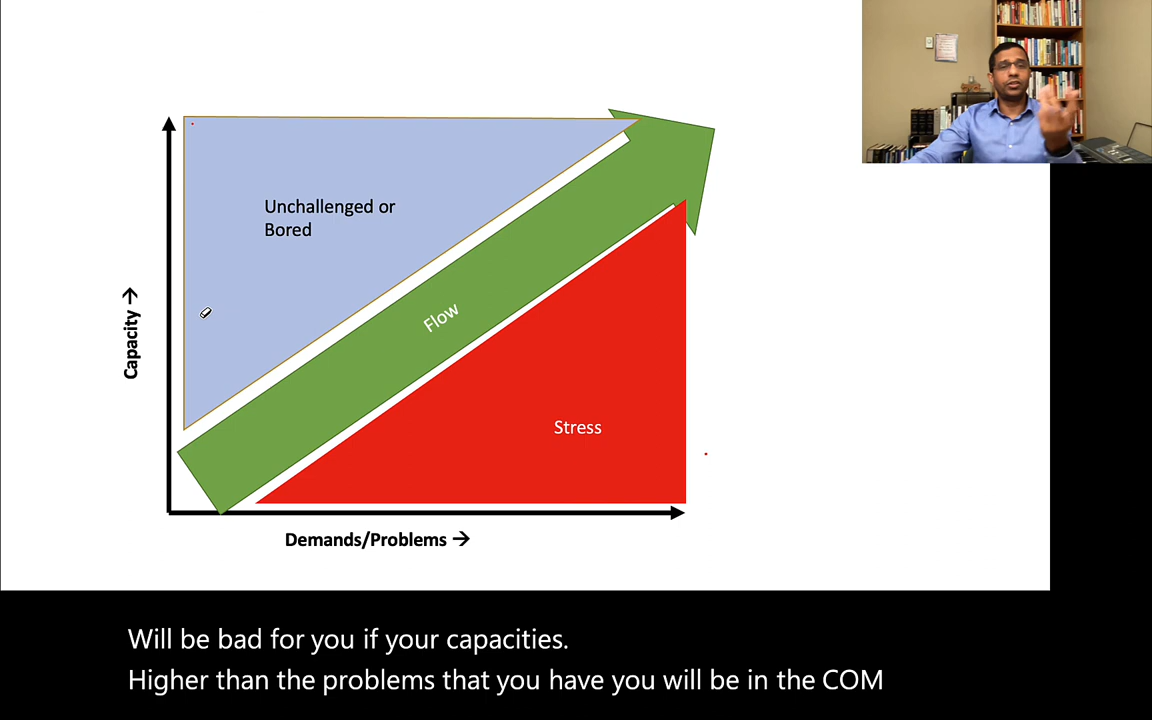 Unchallenged or
Bored
Flow
Stress
Capacity →
Demands/Problems →
Will be bad for you if your capacities.
Higher than the problems that you have you will be in the COM